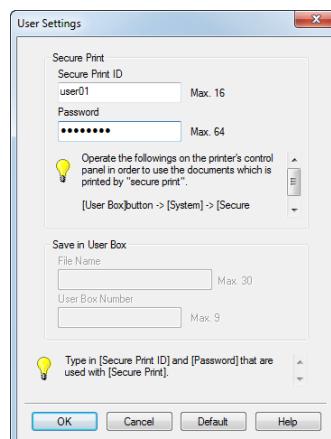 User Settings
Secure Print
Secure Print ID
user01 Max. 16
Password
•••••••• Max. 64
Operate the followings on the printer's control
panel in order to use the documents which is
printed by "secure print".
[User Box]button -> [System] -> [Secure
Save in User Box
File Name
Max. 30
User Box Number
Max. 9
Type in [Secure Print ID] and [Password] that are
used with [Secure Print].
OK Cancel Default Help